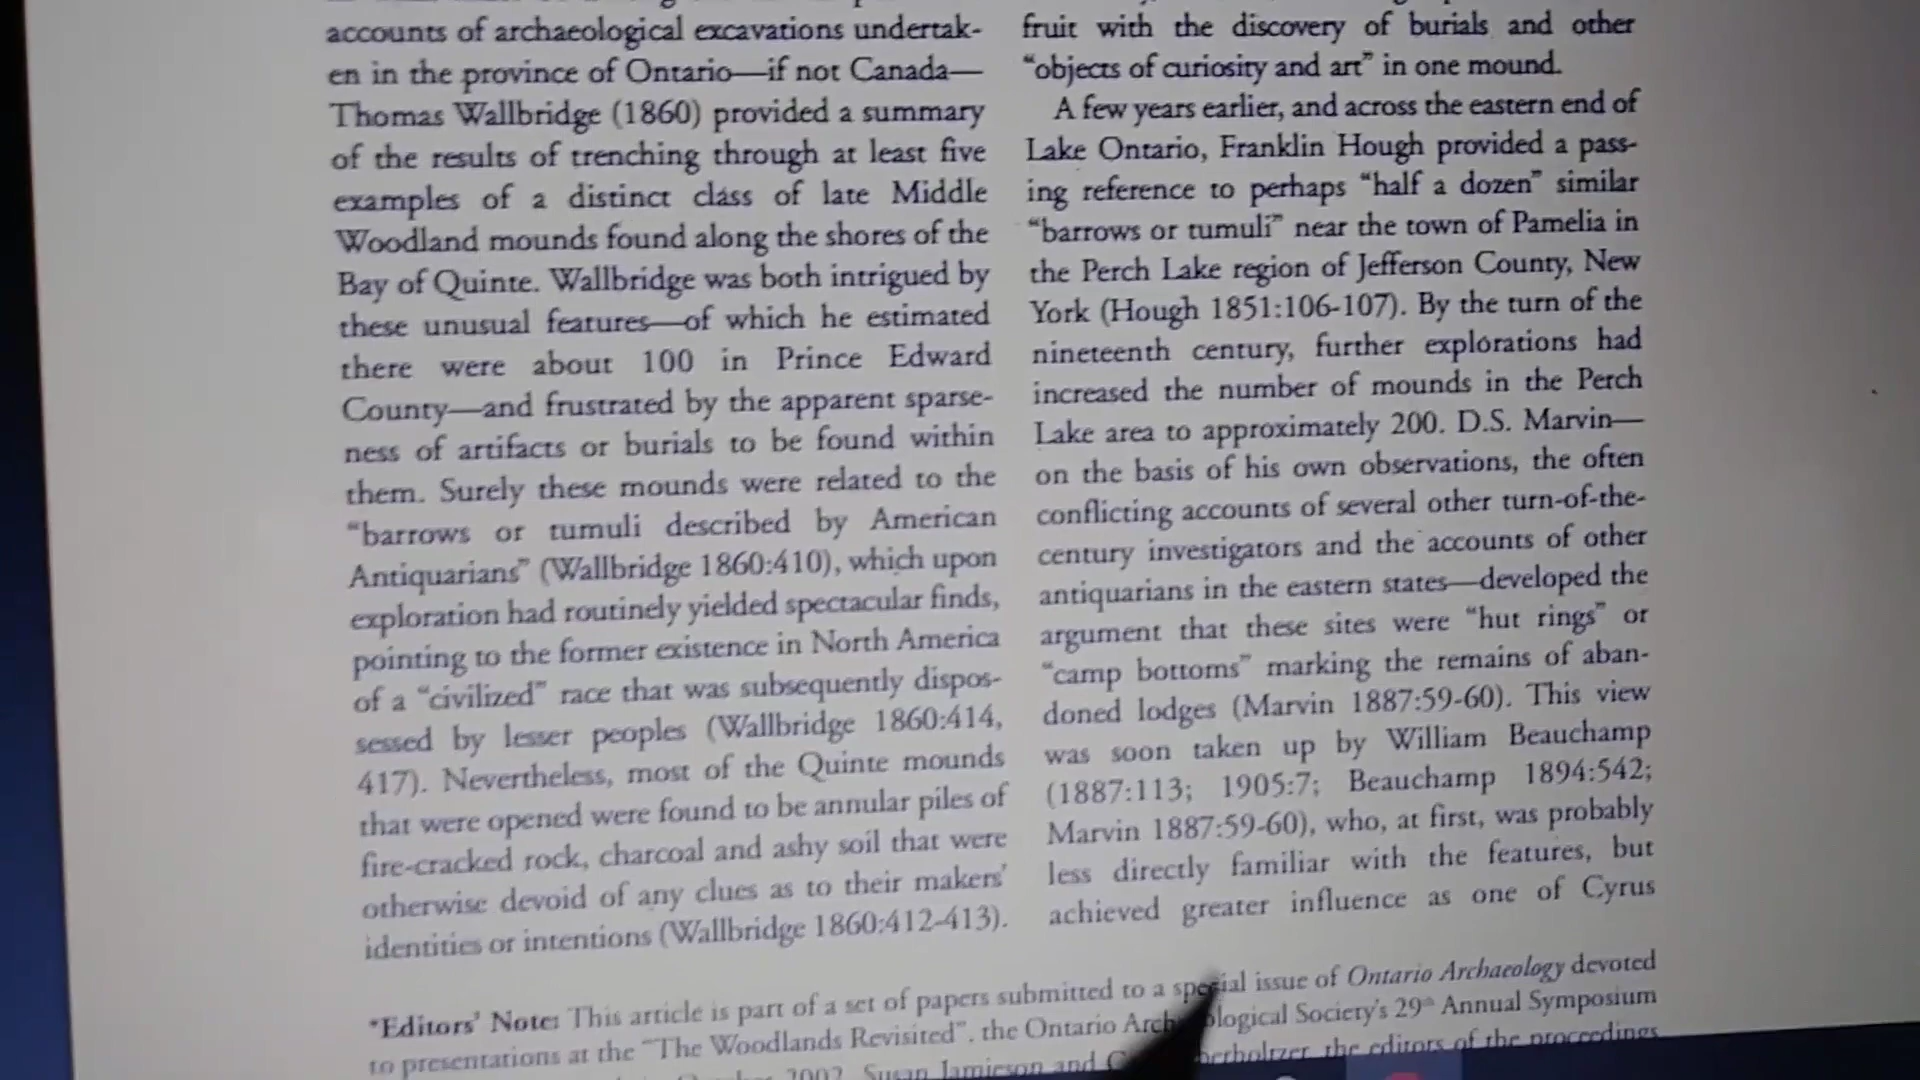 accounts of archaeological excavations undertak-
en in the province of Ontario—if not Canada—
Thomas Wallbridge (1860) provided a summary
of the results of trenching through at least five
examples of a distinct class of late Middle
Woodland mounds found along the shores of the
Bay of Quinte. Wallbridge was both intrigued by
these unusual features—of which he estimated
there were about 100 in Prince Edward
County—and frustrated by the apparent sparse-
ness of artifacts or burials to be found within
them. Surely these mounds were related to the
“barrows or tumuli described by American
Antiquarians” (Wallbridge 1860:410), which upon
exploration had routinely yielded spectacular finds,
pointing to the former existence in North America
of a “civilized” race that was subsequently dispos-
sessed by lesser peoples (Wallbridge 1860:414,
417). Nevertheless, most of the Quinte mounds
that were opened were found to be annular piles of
fire-cracked rock, charcoal and ashy soil that were
otherwise devoid of any clues as to their makers’
identities or intentions (Wallbridge 1860:412-413).
fruit with the discovery of burials and other
“objects of curiosity and art” in one mound.
A few years earlier, and across the eastern end of
Lake Ontario, Franklin Hough provided a pass-
ing reference to perhaps “half a dozen” similar
“barrows or tumuli” near the town of Pamelia in
the Perch Lake region of Jefferson County, New
York (Hough 1851:106-107). By the turn of the
nineteenth century, further explorations had
increased the number of mounds in the Perch
Lake area to approximately 200. D.S. Marvin—
on the basis of his own observations, the often
conflicting accounts of several other turn-of-the-
century investigators and the accounts of other
antiquarians in the eastern states—developed the
argument that these sites were “hut rings” or
“camp bottoms” marking the remains of aban-
doned lodges (Marvin 1887:59-60). This view
was soon taken up by William Beauchamp
(1887:113; 1905:7; Beauchamp 1894:542;
Marvin 1887:59-60), who, at first, was probably
less directly familiar with the features, but
achieved greater influence as one of Cyrus
*Editors’ Note: This article is part of a set of papers submitted to a special issue of Ontario Archaeology devoted
to presentations at the “The Woodlands Revisited”, the Ontario Archaeological Society’s 29th Annual Symposium
2002. Susan Jamieson and the editors of the proceedings